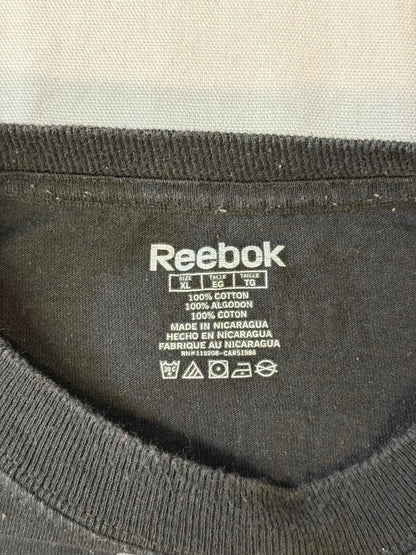 Reebok
SIZE TALLE TAILLE
XL EG TG
100% COTTON
100% ALGODON
100% COTON
MADE IN NICARAGUA
HECHO EN NICARAGUA
FABRIQUE AU NICARAGUA
RN# 119208 - CA#51986